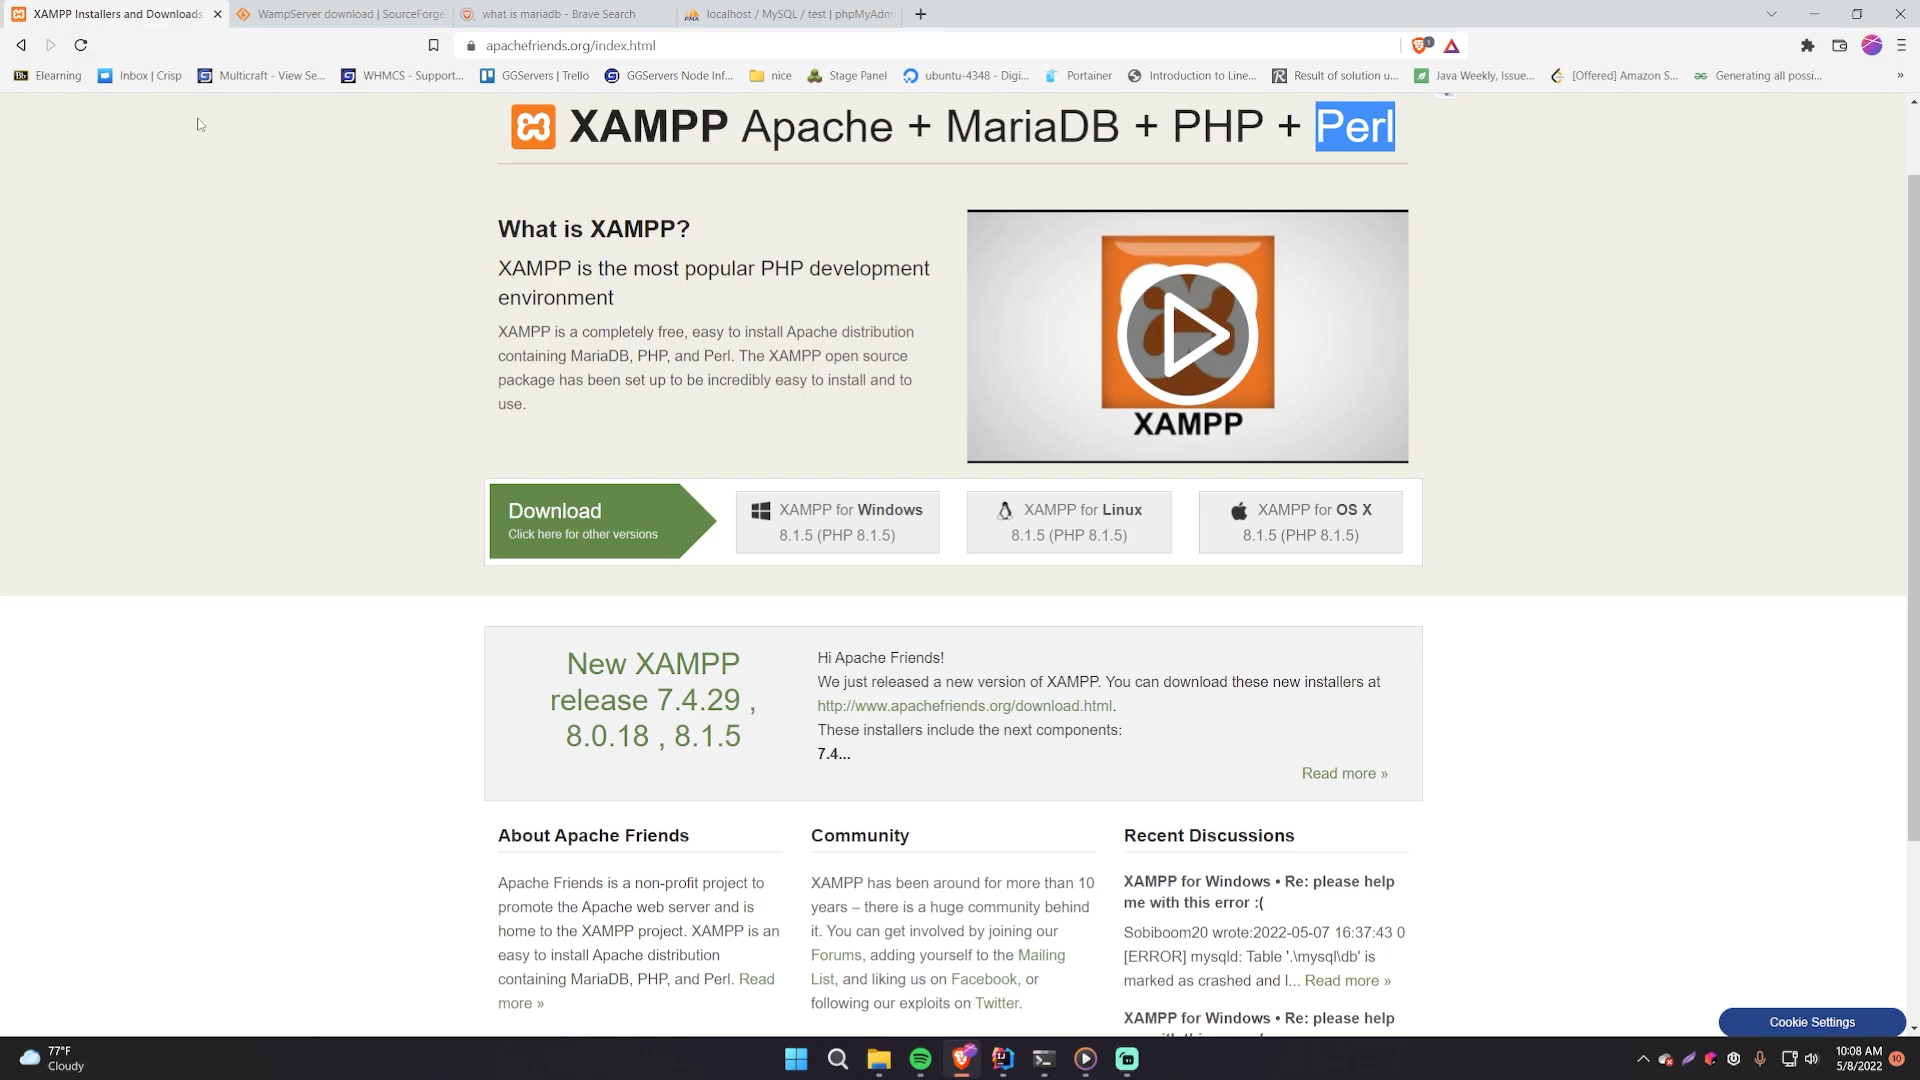 XAMPP Installers and Downloads
WampServer download | SourceForge
what is mariadb - Brave Search
localhost / MySQL / test | phpMyAdmi
apachefriends.org/index.html
Elearning
Inbox | Crisp
Multicraft - View Se...
WHMCS - Support...
GGServers | Trello
GGServers Node Inf...
nice
Stage Panel
ubuntu-4348 - Digi...
Portainer
Introduction to Line...
Result of solution u...
Java Weekly, Issue...
[Offered] Amazon S...
Generating all possi...
»
XAMPP Apache + MariaDB + PHP + Perl
What is XAMPP?
XAMPP is the most popular PHP development
environment
XAMPP is a completely free, easy to install Apache distribution
containing MariaDB, PHP, and Perl. The XAMPP open source
package has been set up to be incredibly easy to install and to
use.
XAMPP
Download
Click here for other versions
XAMPP for Windows
8.1.5 (PHP 8.1.5)
XAMPP for Linux
8.1.5 (PHP 8.1.5)
XAMPP for OS X
8.1.5 (PHP 8.1.5)
New XAMPP
release 7.4.29 ,
8.0.18 , 8.1.5
Hi Apache Friends!
We just released a new version of XAMPP. You can download these new installers at
http://www.apachefriends.org/download.html.
These installers include the next components:
7.4...
Read more »
About Apache Friends
Apache Friends is a non-profit project to
promote the Apache web server and is
home to the XAMPP project. XAMPP is an
easy to install Apache distribution
containing MariaDB, PHP, and Perl. Read
more »
Community
XAMPP has been around for more than 10
years – there is a huge community behind
it. You can get involved by joining our
Forums, adding yourself to the Mailing
List, and liking us on Facebook, or
following our exploits on Twitter.
Recent Discussions
XAMPP for Windows • Re: please help
me with this error :(
Sobiboom20 wrote:2022-05-07 16:37:43 0
[ERROR] mysqld: Table '.\mysql\db' is
marked as crashed and l... Read more »
XAMPP for Windows • Re: please help
Cookie Settings
77°F
Cloudy
10:08 AM
5/8/2022
10